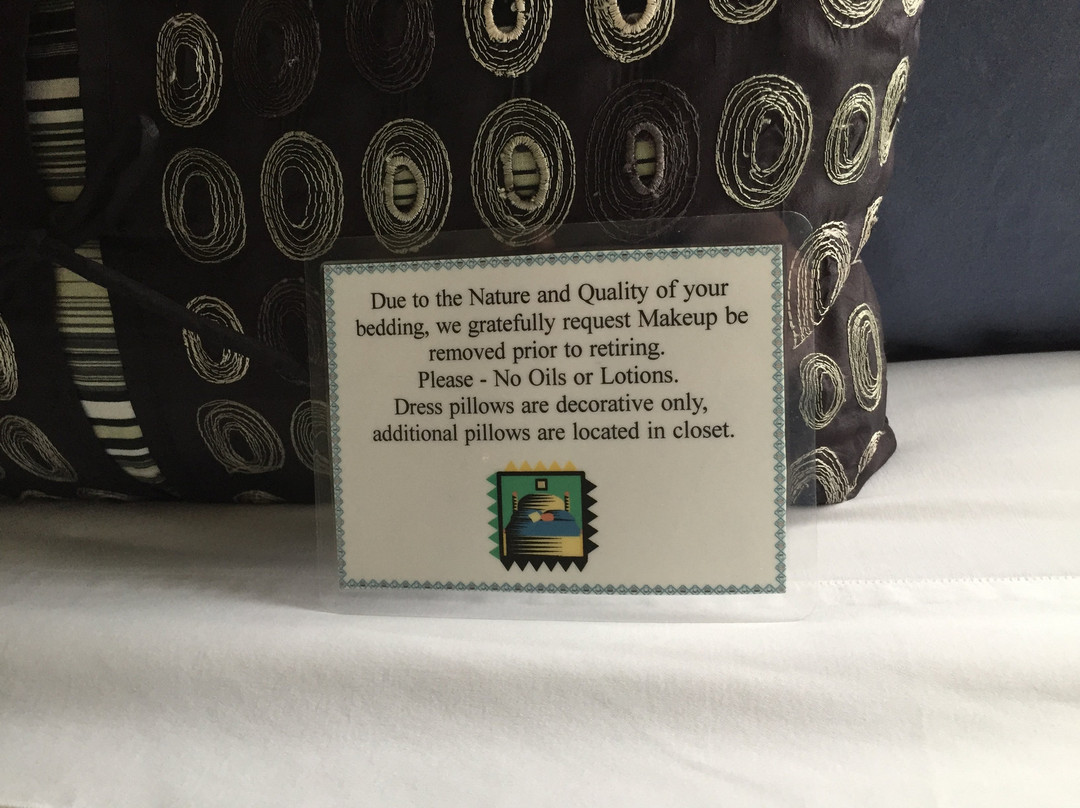 Due to the Nature and Quality of your
bedding, we gratefully request Makeup be
removed prior to retiring.
Please - No Oils or Lotions.
Dress pillows are decorative only,
additional pillows are located in closet.